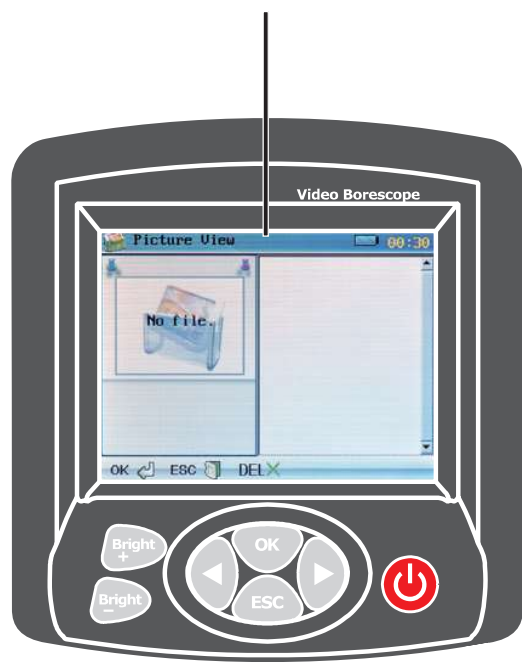 Video Borescope
Picture View 00:30
No file.
OK ESC DEL
Bright
+
OK
Bright
-
ESC